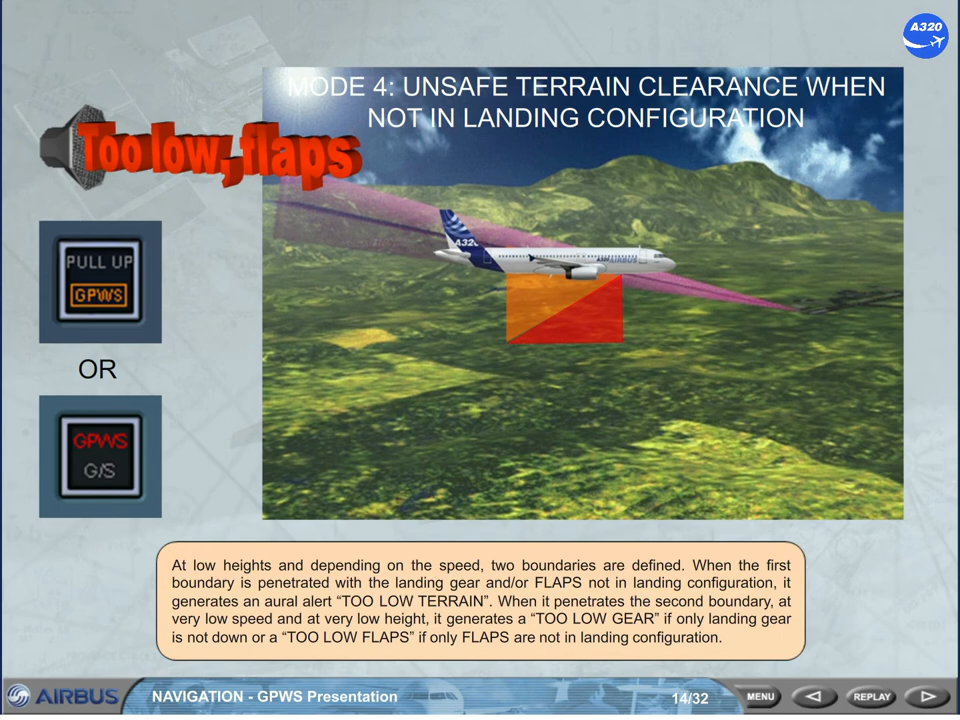 A320
MODE 4: UNSAFE TERRAIN CLEARANCE WHEN
NOT IN LANDING CONFIGURATION
Too low, flaps
A320
AIRBUS
PULL UP
GPWS
OR
GPWS
G/S
At low heights and depending on the speed, two boundaries are defined. When the first
boundary is penetrated with the landing gear and/or FLAPS not in landing configuration, it
generates an aural alert “TOO LOW TERRAIN”. When it penetrates the second boundary, at
very low speed and at very low height, it generates a “TOO LOW GEAR” if only landing gear
is not down or a “TOO LOW FLAPS” if only FLAPS are not in landing configuration.
AIRBUS
NAVIGATION - GPWS Presentation
14/32
MENU
REPLAY